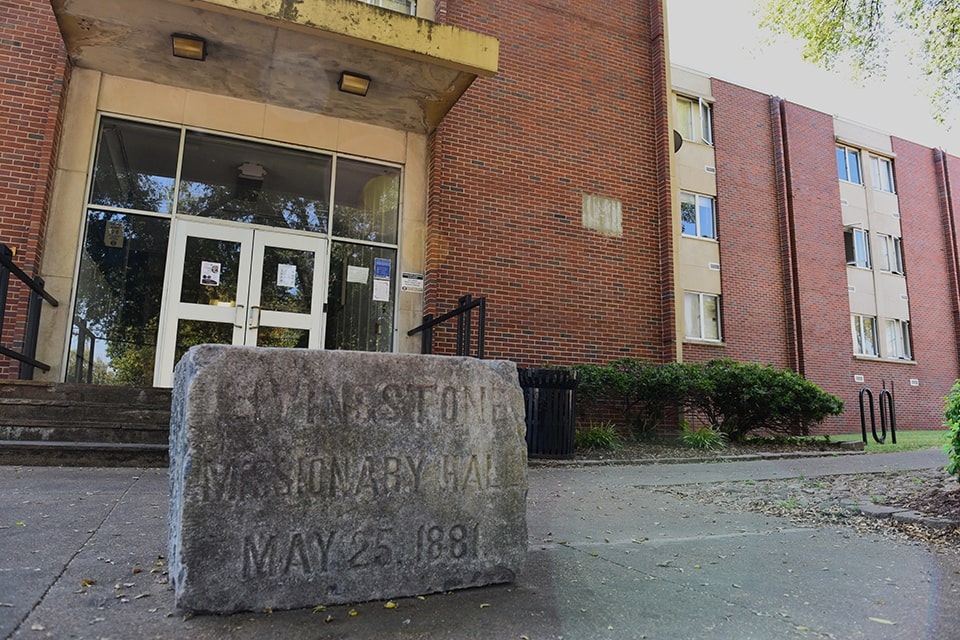 LIVINGSTONE
MISSIONARY HALL
MAY 25, 1881.